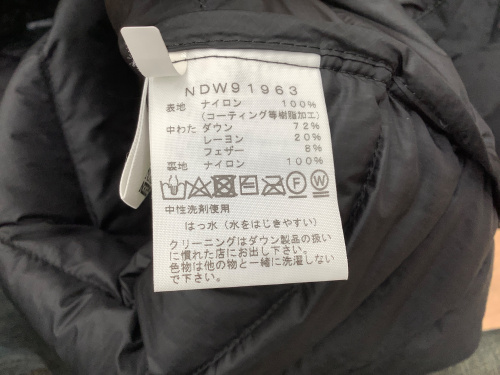 NDW91963
表地 ナイロン 100%
(コーティング等樹脂加工)
中わた ダウン 72%
レーヨン 20%
フェザー 8%
裏地 ナイロン 100%
F W
中性洗剤使用
はっ水 (水をはじきやすい)
クリーニングはダウン製品の扱い
に慣れた店にお出し下さい。
色物は他の物と一緒に洗濯しない
で下さい。